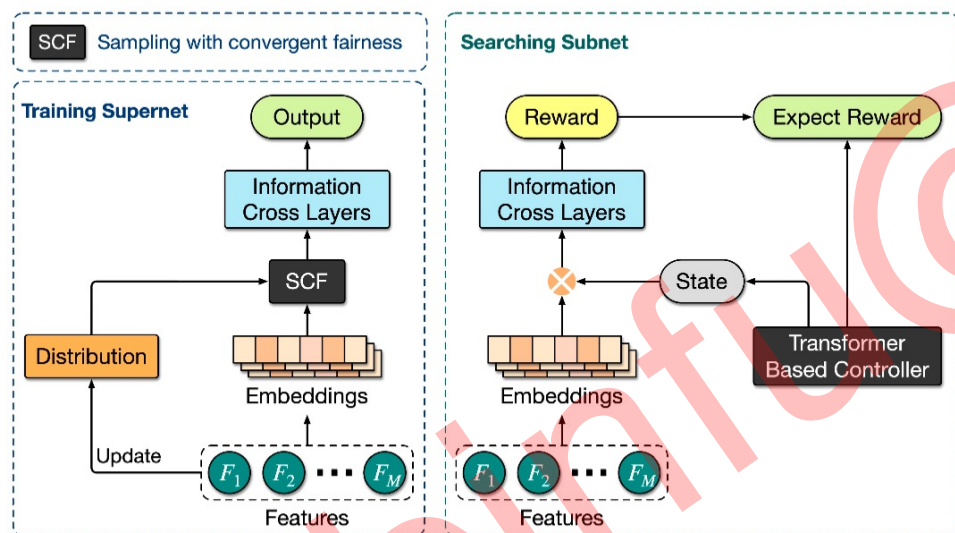 SCF Sampling with convergent fairness
Training Supernet
Output
Information
Cross Layers
SCF
Distribution
Embeddings
Update
F1 F2 ... FM
Features
Searching Subnet
Reward
Expect Reward
Information
Cross Layers
State
Transformer
Based Controller
Embeddings
F1 F2 ... FM
Features